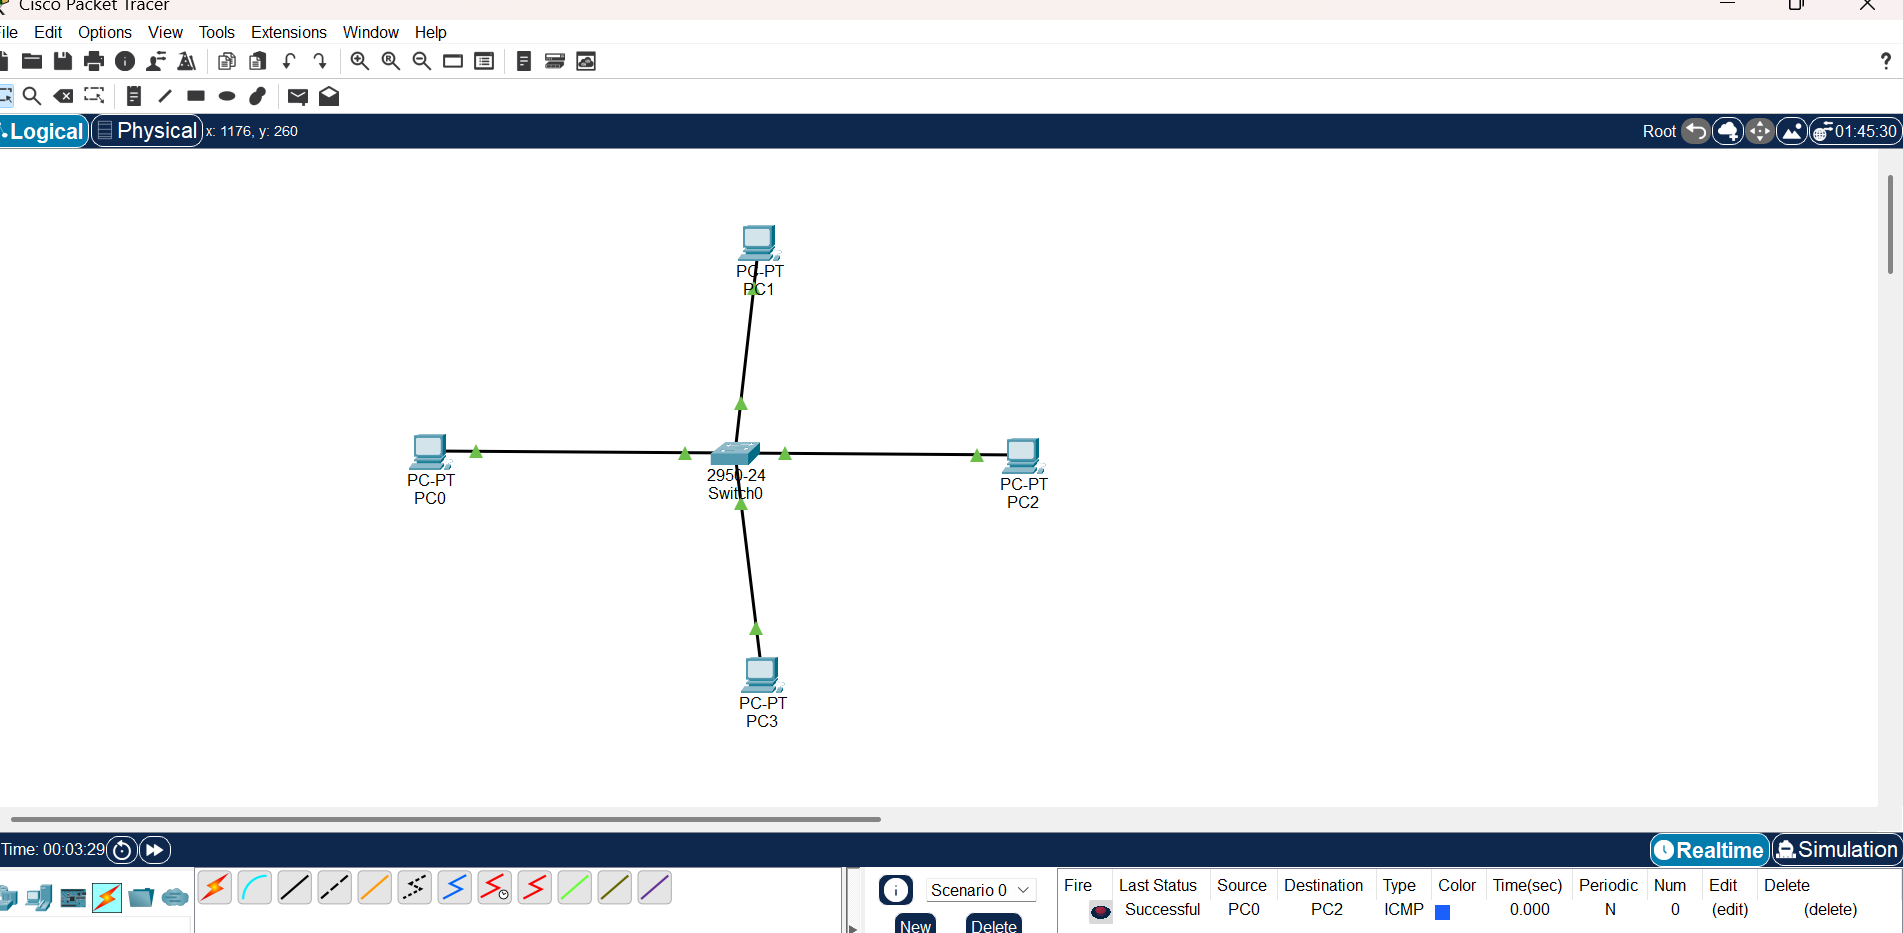 Cisco Packet Tracer
ile Edit Options View Tools Extensions Window Help
?
Logical Physical x: 1176, y: 260 Root 01:45:30
PC-PT
PC1
PC-PT
PC0
2950-24
Switch0
PC-PT
PC2
PC-PT
PC3
Time: 00:03:29 Realtime Simulation
Scenario 0
New Delete
Fire Last Status Source Destination Type Color Time(sec) Periodic Num Edit Delete
Successful PC0 PC2 ICMP 0.000 N 0 (edit) (delete)